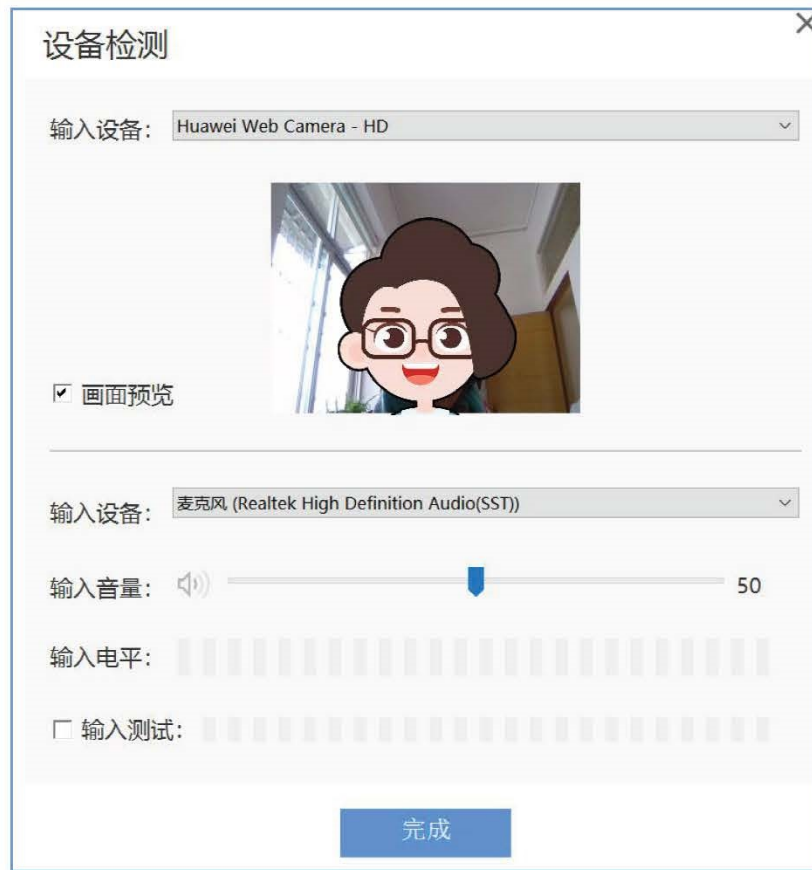 设备检测
输入设备： Huawei Web Camera - HD
画面预览
输入设备： 麦克风 (Realtek High Definition Audio(SST))
输入音量： 50
输入电平：
输入测试：
完成